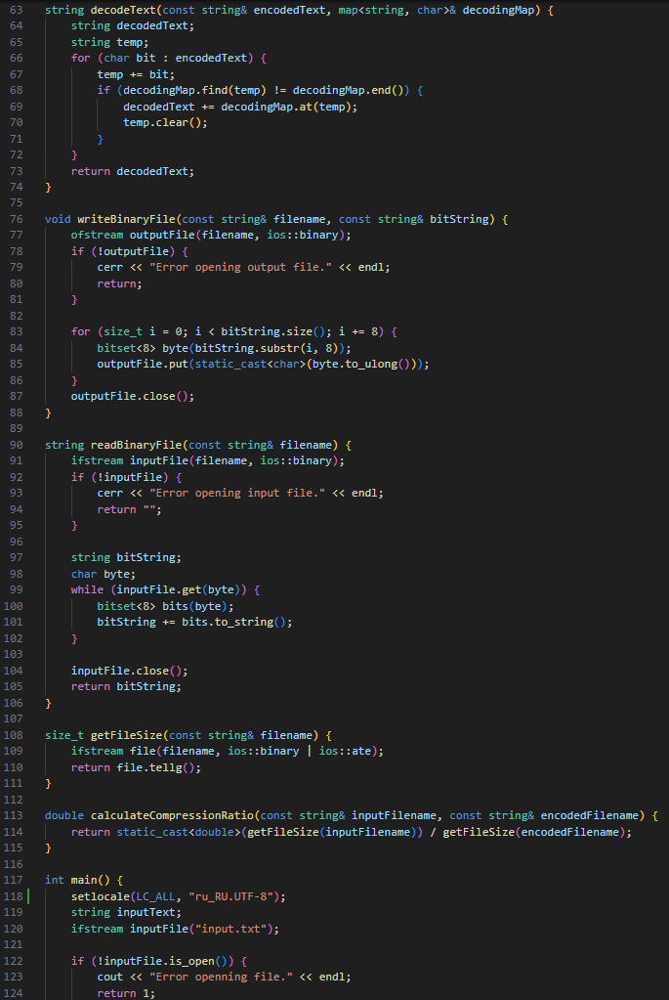 63 string decodeText(const string& encodedText, map<string, char>& decodingMap) {
64     string decodedText;
65     string temp;
66     for (char bit : encodedText) {
67         temp += bit;
68         if (decodingMap.find(temp) != decodingMap.end()) {
69             decodedText += decodingMap.at(temp);
70             temp.clear();
71         }
72     }
73     return decodedText;
74 }
75
76 void writeBinaryFile(const string& filename, const string& bitString) {
77     ofstream outputFile(filename, ios::binary);
78     if (!outputFile) {
79         cerr << "Error opening output file." << endl;
80         return;
81     }
82
83     for (size_t i = 0; i < bitString.size(); i += 8) {
84         bitset<8> byte(bitString.substr(i, 8));
85         outputFile.put(static_cast<char>(byte.to_ulong()));
86     }
87     outputFile.close();
88 }
89
90 string readBinaryFile(const string& filename) {
91     ifstream inputFile(filename, ios::binary);
92     if (!inputFile) {
93         cerr << "Error opening input file." << endl;
94         return "";
95     }
96
97     string bitString;
98     char byte;
99     while (inputFile.get(byte)) {
100         bitset<8> bits(byte);
101         bitString += bits.to_string();
102     }
103
104     inputFile.close();
105     return bitString;
106 }
107
108 size_t getFileSize(const string& filename) {
109     ifstream file(filename, ios::binary | ios::ate);
110     return file.tellg();
111 }
112
113 double calculateCompressionRatio(const string& inputFilename, const string& encodedFilename) {
114     return static_cast<double>(getFileSize(inputFilename)) / getFileSize(encodedFilename);
115 }
116
117 int main() {
118     setlocale(LC_ALL, "ru_RU.UTF-8");
119     string inputText;
120     ifstream inputFile("input.txt");
121
122     if (!inputFile.is_open()) {
123         cout << "Error openning file." << endl;
124         return 1;